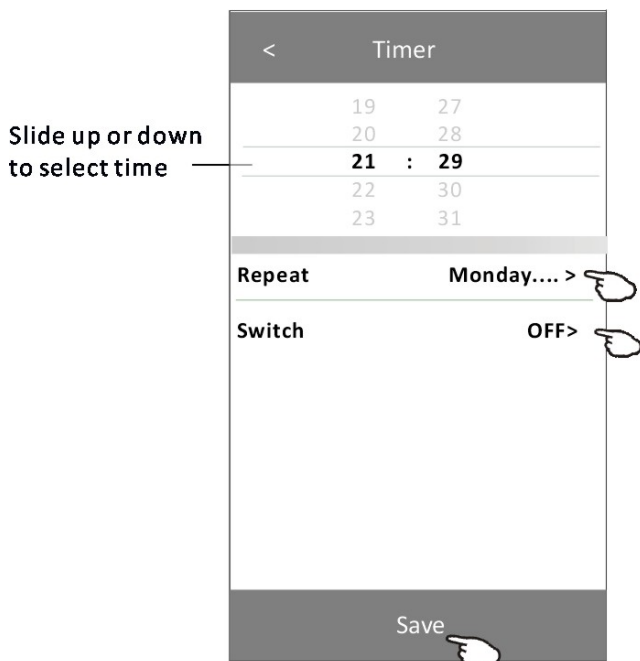 < Timer
19 27
20 28
Slide up or down
to select time
21 : 29
22 30
23 31
Repeat Monday.... >
Switch OFF>
Save